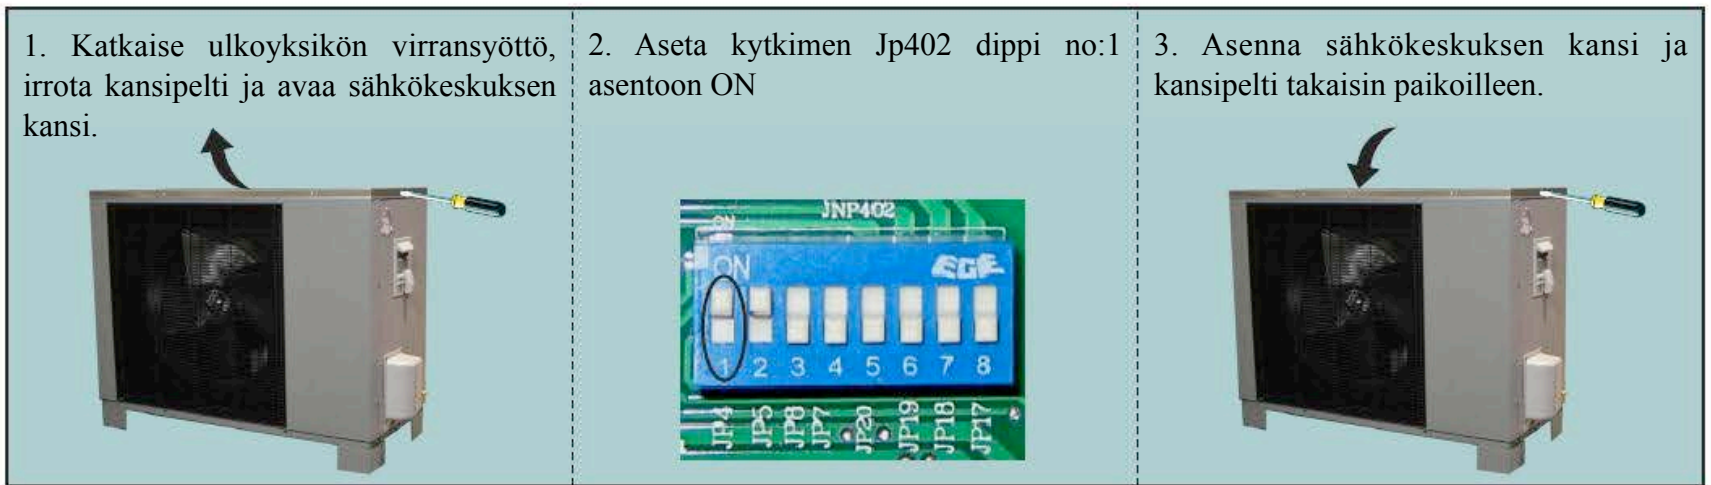 1. Katkaise ulkoyksikön virransyöttö,
irrota kansipelti ja avaa sähkökeskuksen
kansi.
2. Aseta kytkimen Jp402 dippi no:1
asentoon ON
JNP402
ON
ON
EGE
1 2 3 4 5 6 7 8
JP4 JP5 JP8 JP7 JP20 JP19 JP18 JP17
3. Asenna sähkökeskuksen kansi ja
kansipelti takaisin paikoilleen.